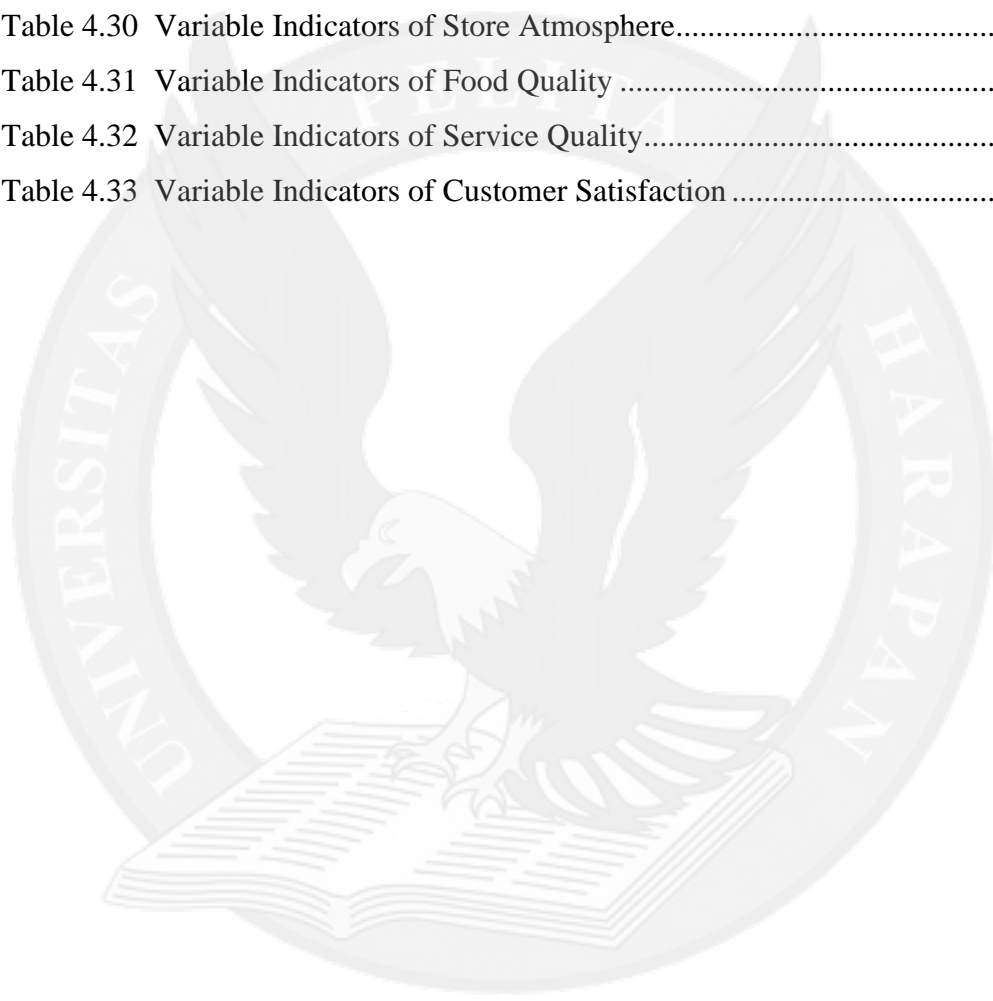 Table 4.30 Variable Indicators of Store Atmosphere.......................................
Table 4.31 Variable Indicators of Food Quality ...............................................
Table 4.32 Variable Indicators of Service Quality............................................
Table 4.33 Variable Indicators of Customer Satisfaction .................................
UNIVERSITAS PELITA HARAPAN